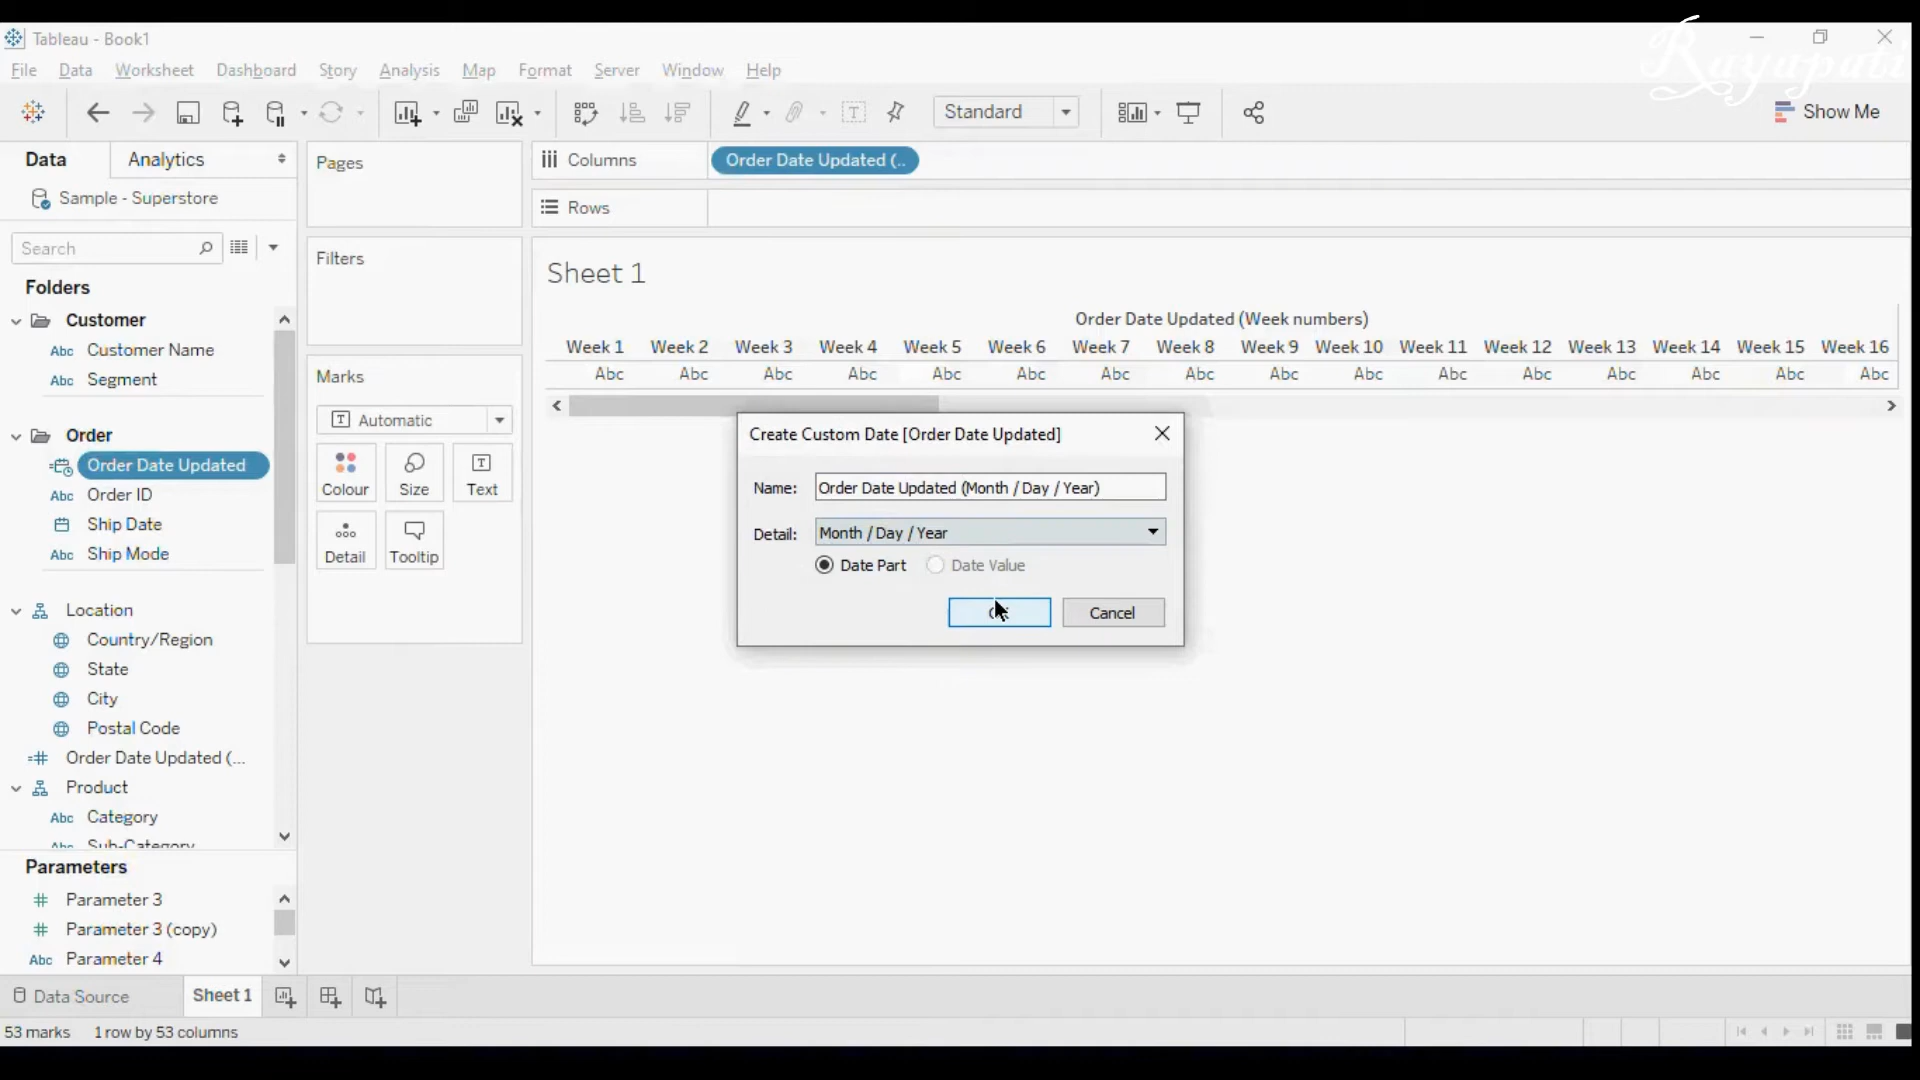 Rayapati
Tableau - Book1
File Data Worksheet Dashboard Story Analysis Map Format Server Window Help
Standard
Show Me
Data Analytics
Pages
Columns
Order Date Updated (..
Sample - Superstore
Rows
Search
Filters
Folders
Sheet 1
Customer
Customer Name
Segment
Order
Order Date Updated
Order ID
Ship Date
Ship Mode
Location
Country/Region
State
City
Postal Code
Order Date Updated (...
Product
Category
Sub-Category
Parameters
Parameter 3
Parameter 3 (copy)
Parameter 4
Marks
Automatic
Colour Size Text
Detail Tooltip
Order Date Updated (Week numbers)
Week 1 Week 2 Week 3 Week 4 Week 5 Week 6 Week 7 Week 8 Week 9 Week 10 Week 11 Week 12 Week 13 Week 14 Week 15 Week 16
Abc Abc Abc Abc Abc Abc Abc Abc Abc Abc Abc Abc Abc Abc Abc Abc
Create Custom Date [Order Date Updated]
Name: Order Date Updated (Month / Day / Year)
Detail: Month / Day / Year
Date Part Date Value
Cancel
Data Source Sheet 1
53 marks 1 row by 53 columns